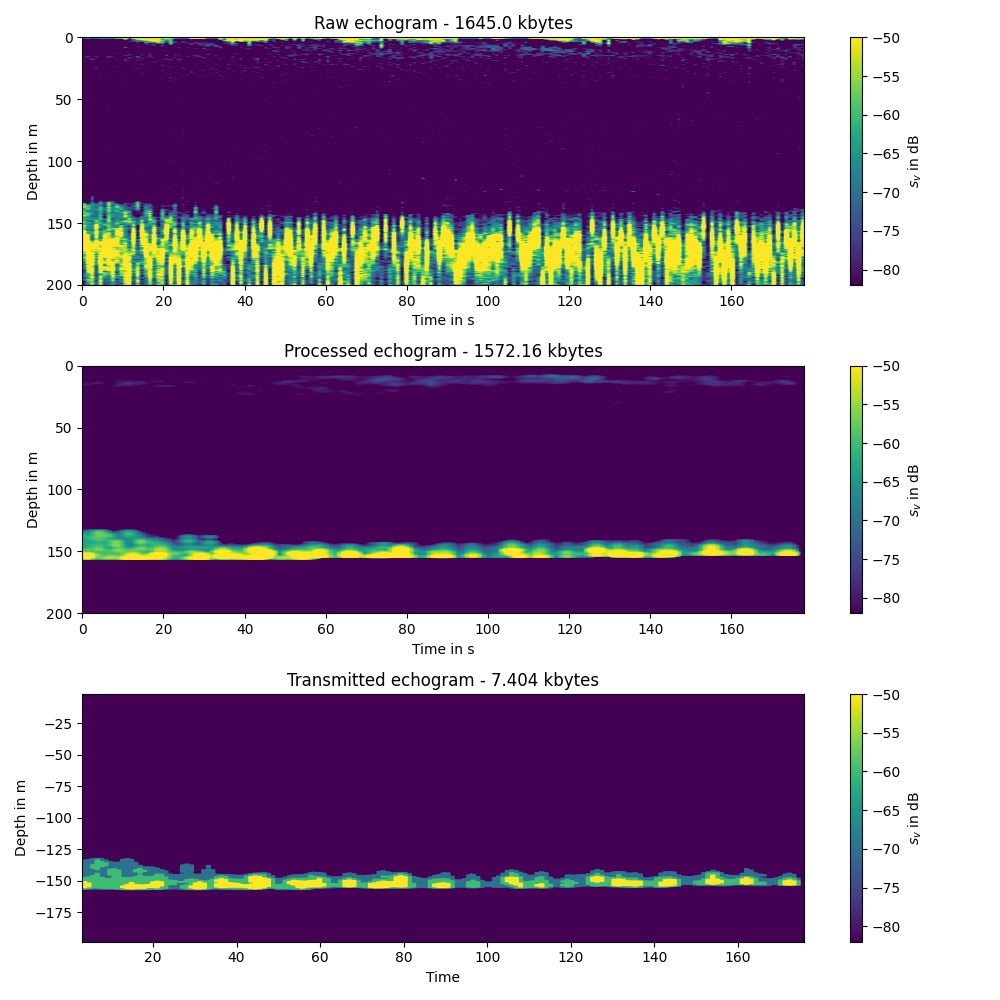 Raw echogram - 1645.0 kbytes
0
50
100
150
200
Depth in m
0 20 40 60 80 100 120 140 160
Time in s
−50
−55
−60
−65
−70
−75
−80
sv in dB
Processed echogram - 1572.16 kbytes
0
50
100
150
200
Depth in m
0 20 40 60 80 100 120 140 160
Time in s
−50
−55
−60
−65
−70
−75
−80
sv in dB
Transmitted echogram - 7.404 kbytes
−25
−50
−75
−100
−125
−150
−175
Depth in m
20 40 60 80 100 120 140 160
Time
−50
−55
−60
−65
−70
−75
−80
sv in dB